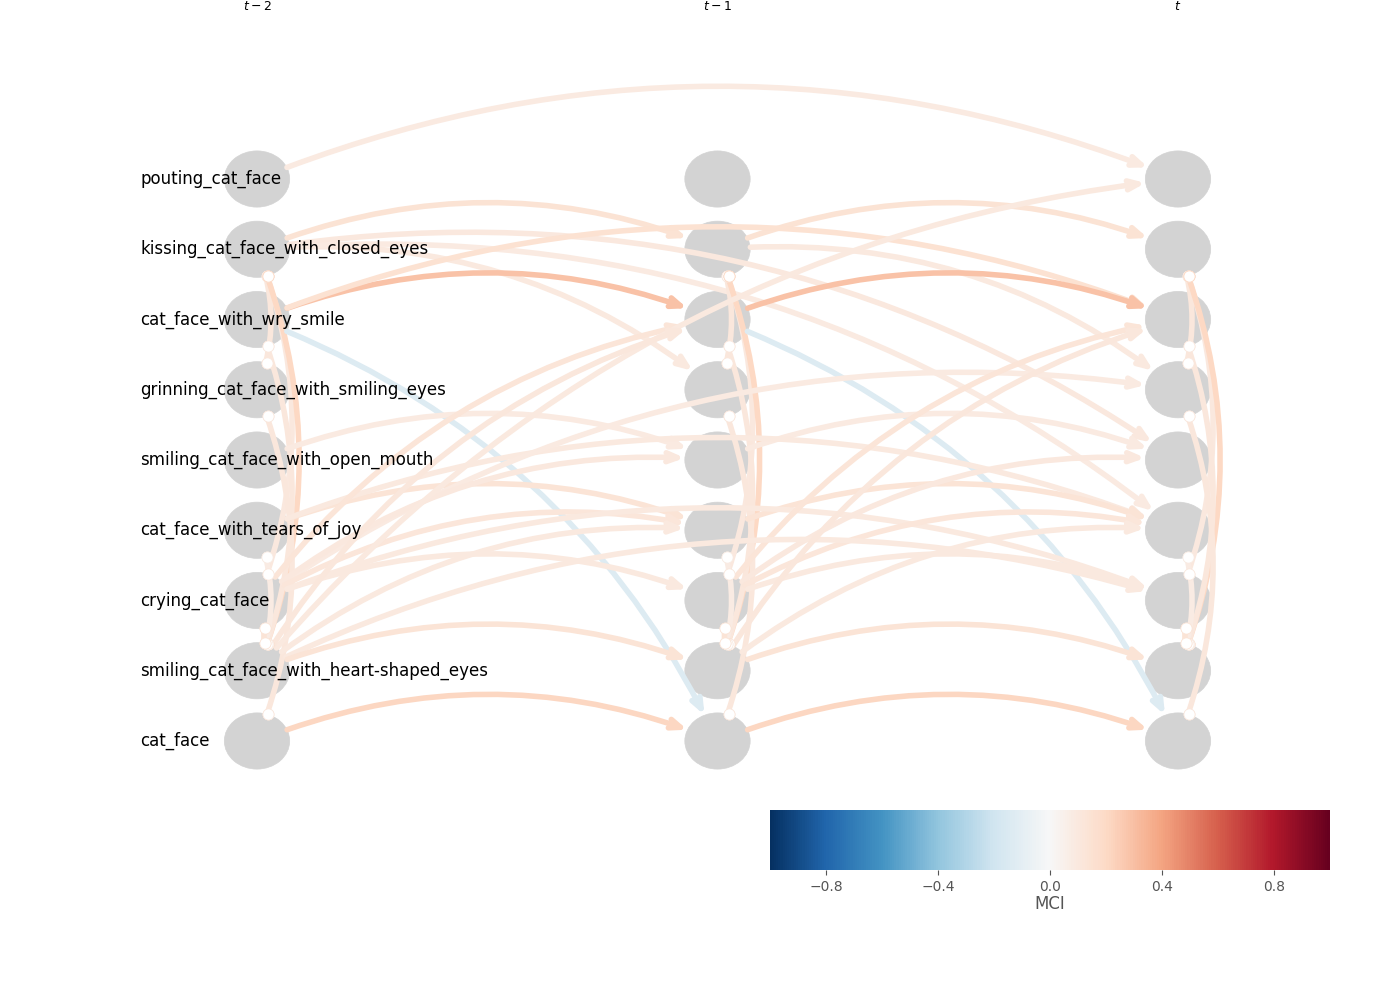 t − 2 t − 1 t
pouting_cat_face
kissing_cat_face_with_closed_eyes
cat_face_with_wry_smile
grinning_cat_face_with_smiling_eyes
smiling_cat_face_with_open_mouth
cat_face_with_tears_of_joy
crying_cat_face
smiling_cat_face_with_heart-shaped_eyes
cat_face
−0.8 −0.4 0.0 0.4 0.8
MCI